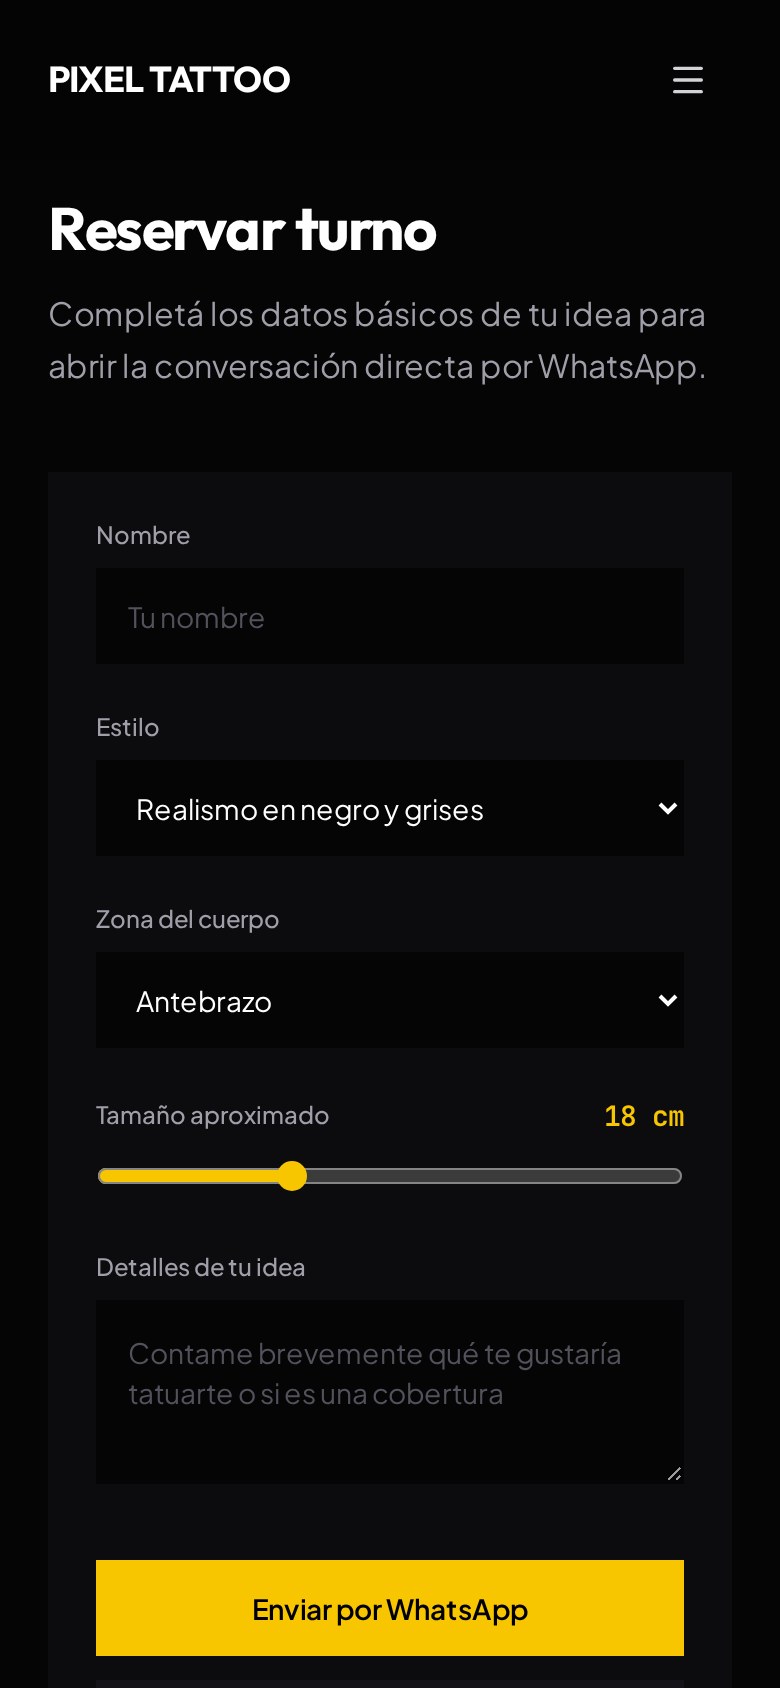 PIXEL TATTOO
Reservar turno
Completá los datos básicos de tu idea para
abrir la conversación directa por WhatsApp.
Nombre
Tu nombre
Estilo
Realismo en negro y grises
Zona del cuerpo
Antebrazo
Tamaño aproximado 18 cm
Detalles de tu idea
Contame brevemente qué te gustaría
tatuarte o si es una cobertura
Enviar por WhatsApp